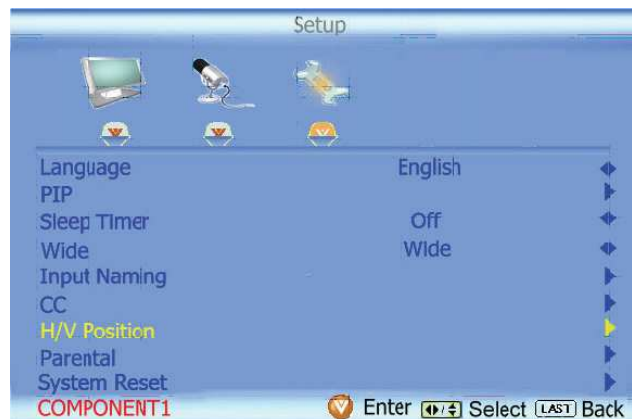 Setup
Language English
PIP
Sleep Timer Off
Wide Wide
Input Naming
CC
H/V Position
Parental
System Reset
COMPONENT1 V Enter Select LAST Back